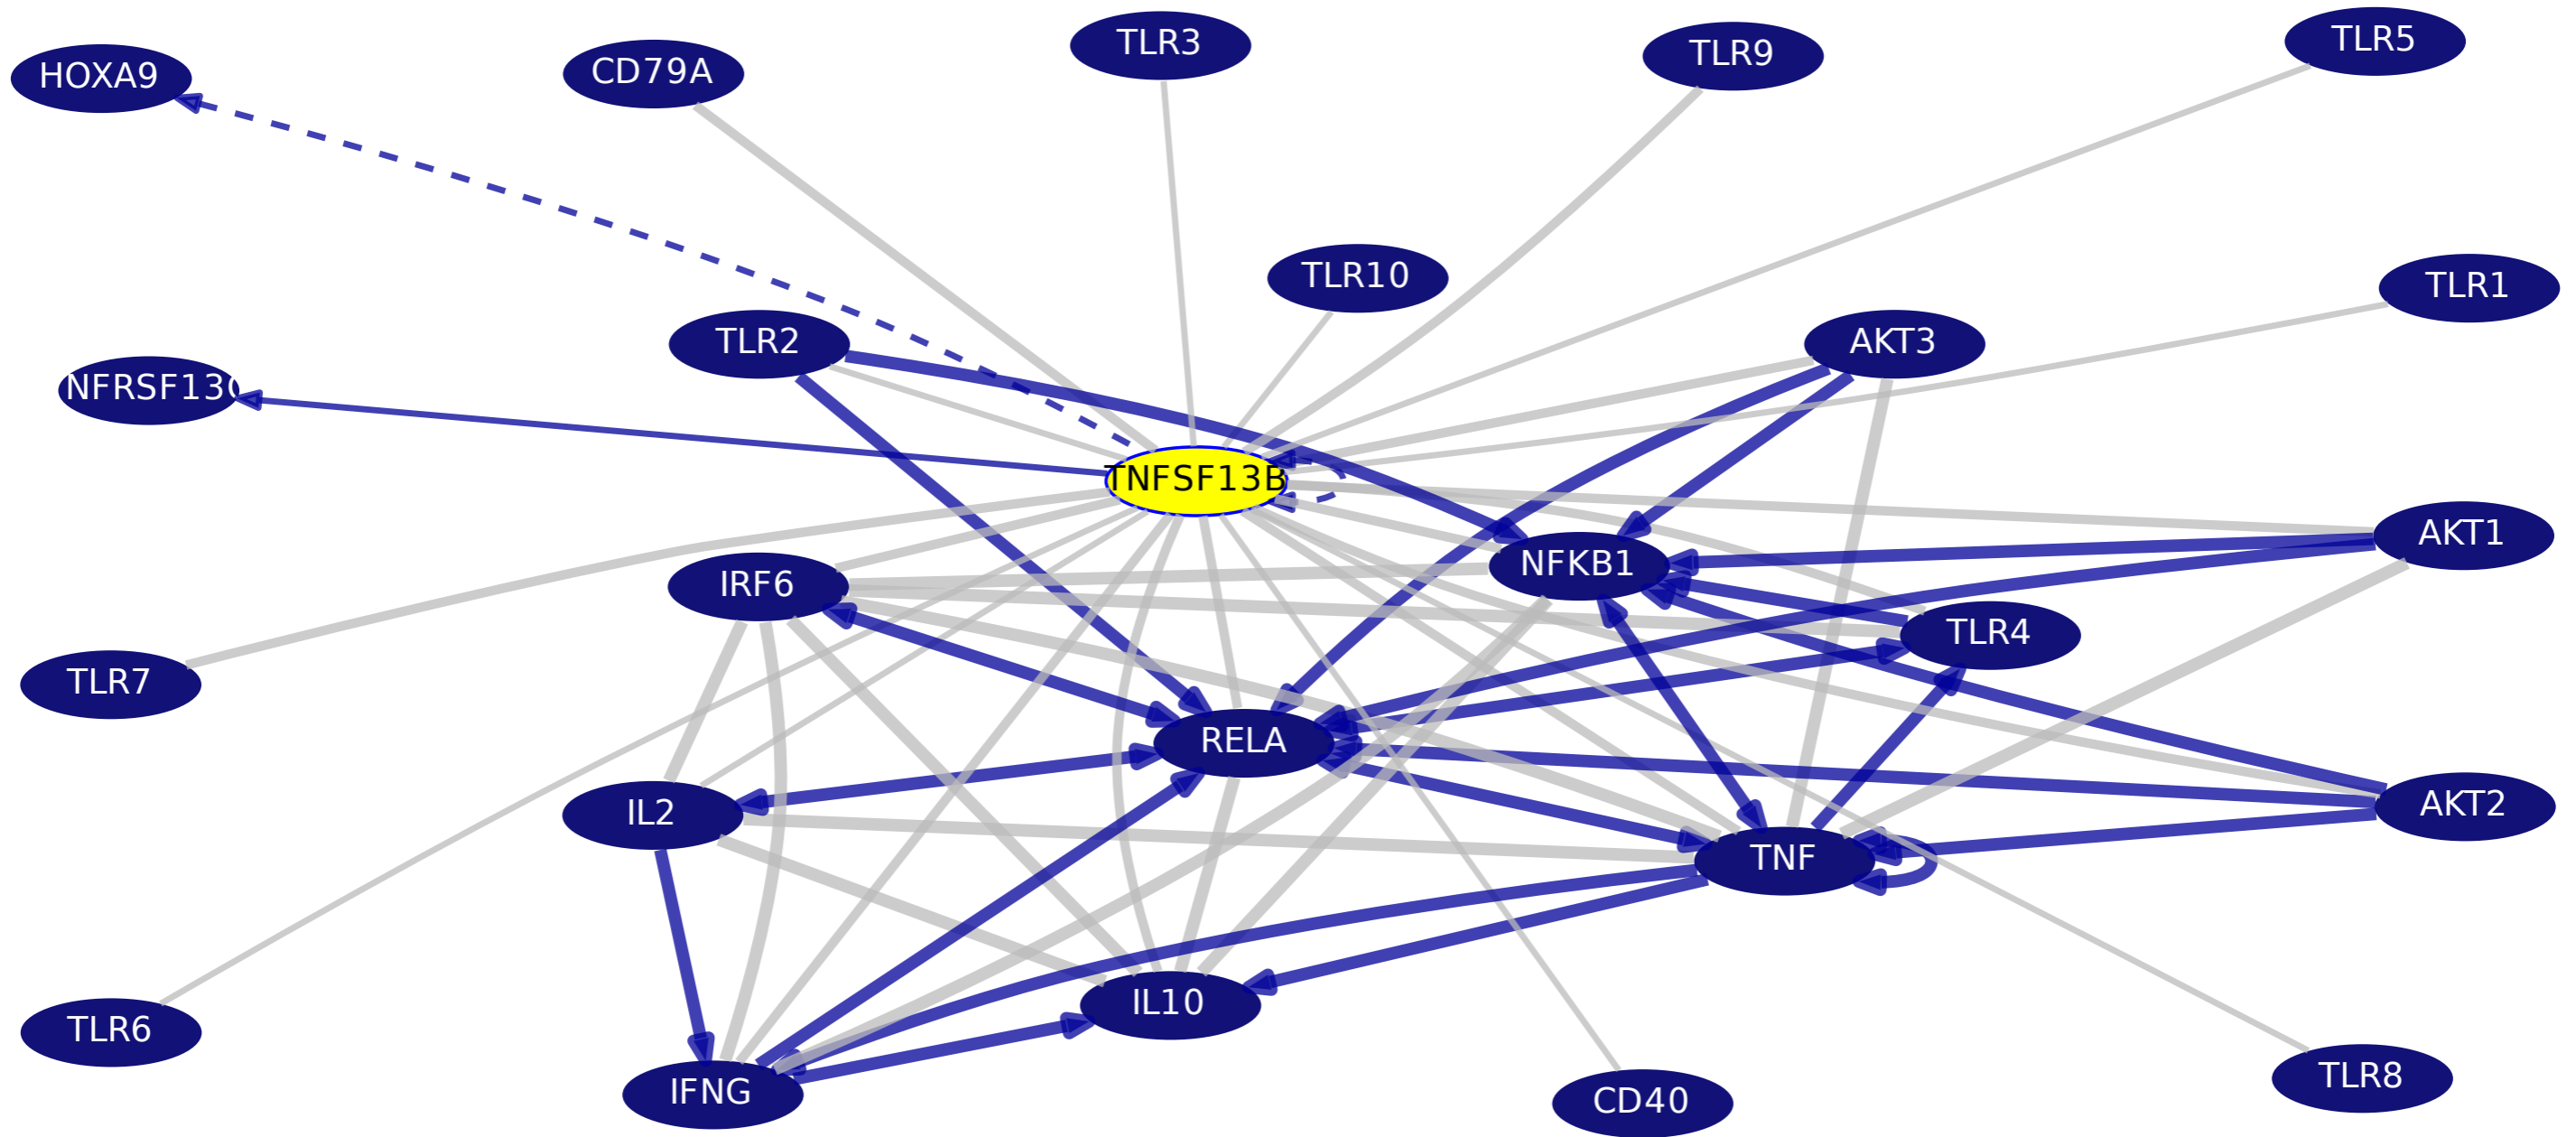 TLR5
TLR3
TLR9
CD79A
HOXA9
TLR10
TLR1
TLR2
AKT3
NFRSF13C
TNFSF13B
AKT1
NFKB1
IRF6
TLR4
TLR7
RELA
AKT2
IL2
TNF
IL10
TLR6
TLR8
IFNG
CD40